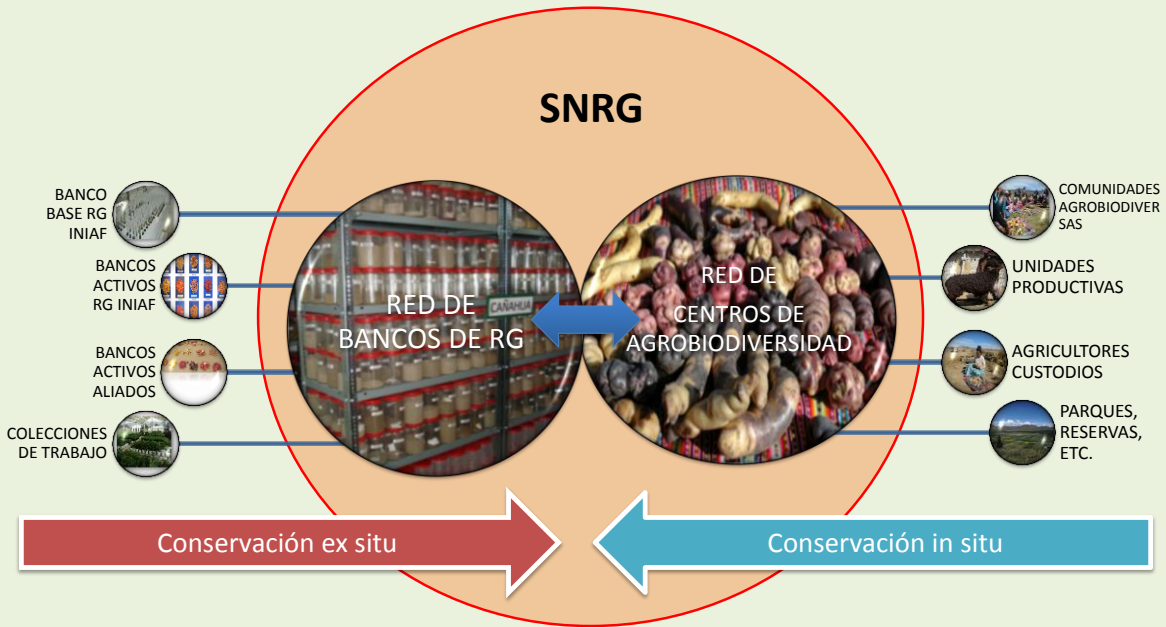 SNRG
BANCO
BASE RG
INIAF
BANCOS
ACTIVOS
RG INIAF
BANCOS
ACTIVOS
ALIADOS
COLECCIONES
DE TRABAJO
RED DE
BANCOS DE RG
CAÑAHUA
RED DE
CENTROS DE
AGROBIODIVERSIDAD
COMUNIDADES
AGROBIODIVER
SAS
UNIDADES
PRODUCTIVAS
AGRICULTORES
CUSTODIOS
PARQUES,
RESERVAS,
ETC.
Conservación ex situ
Conservación in situ